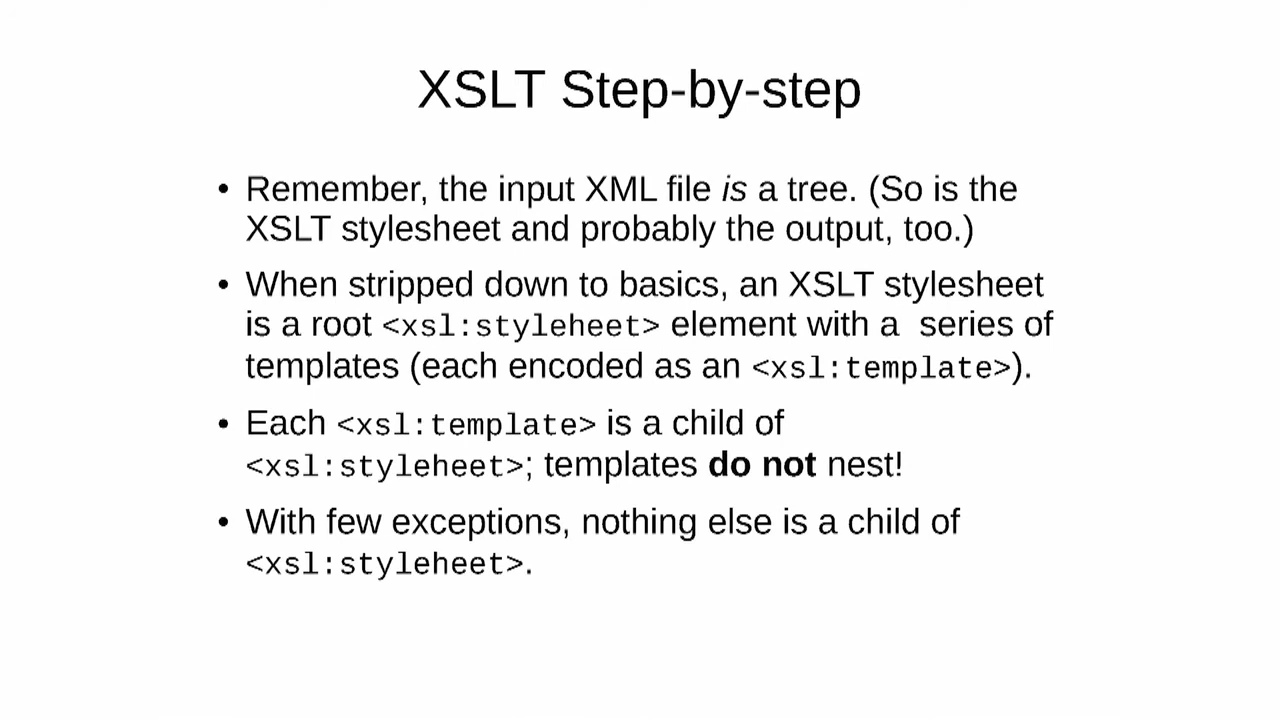 XSLT Step-by-step
• Remember, the input XML file is a tree. (So is the
XSLT stylesheet and probably the output, too.)
• When stripped down to basics, an XSLT stylesheet
is a root <xsl:styleheet> element with a  series of
templates (each encoded as an <xsl:template>).
• Each <xsl:template> is a child of
<xsl:styleheet>; templates do not nest!
• With few exceptions, nothing else is a child of
<xsl:styleheet>.